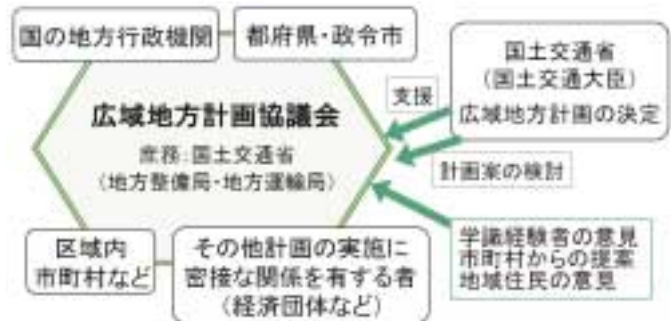 国の地方行政機関
都府県・政令市
広域地方計画協議会
庶務:国土交通省
(地方整備局・地方運輸局)
区域内
市町村など
その他計画の実施に
密接な関係を有する者
(経済団体など)
国土交通省
(国土交通大臣)
広域地方計画の決定
支援
計画案の検討
学識経験者の意見
市町村からの提案
地域住民の意見